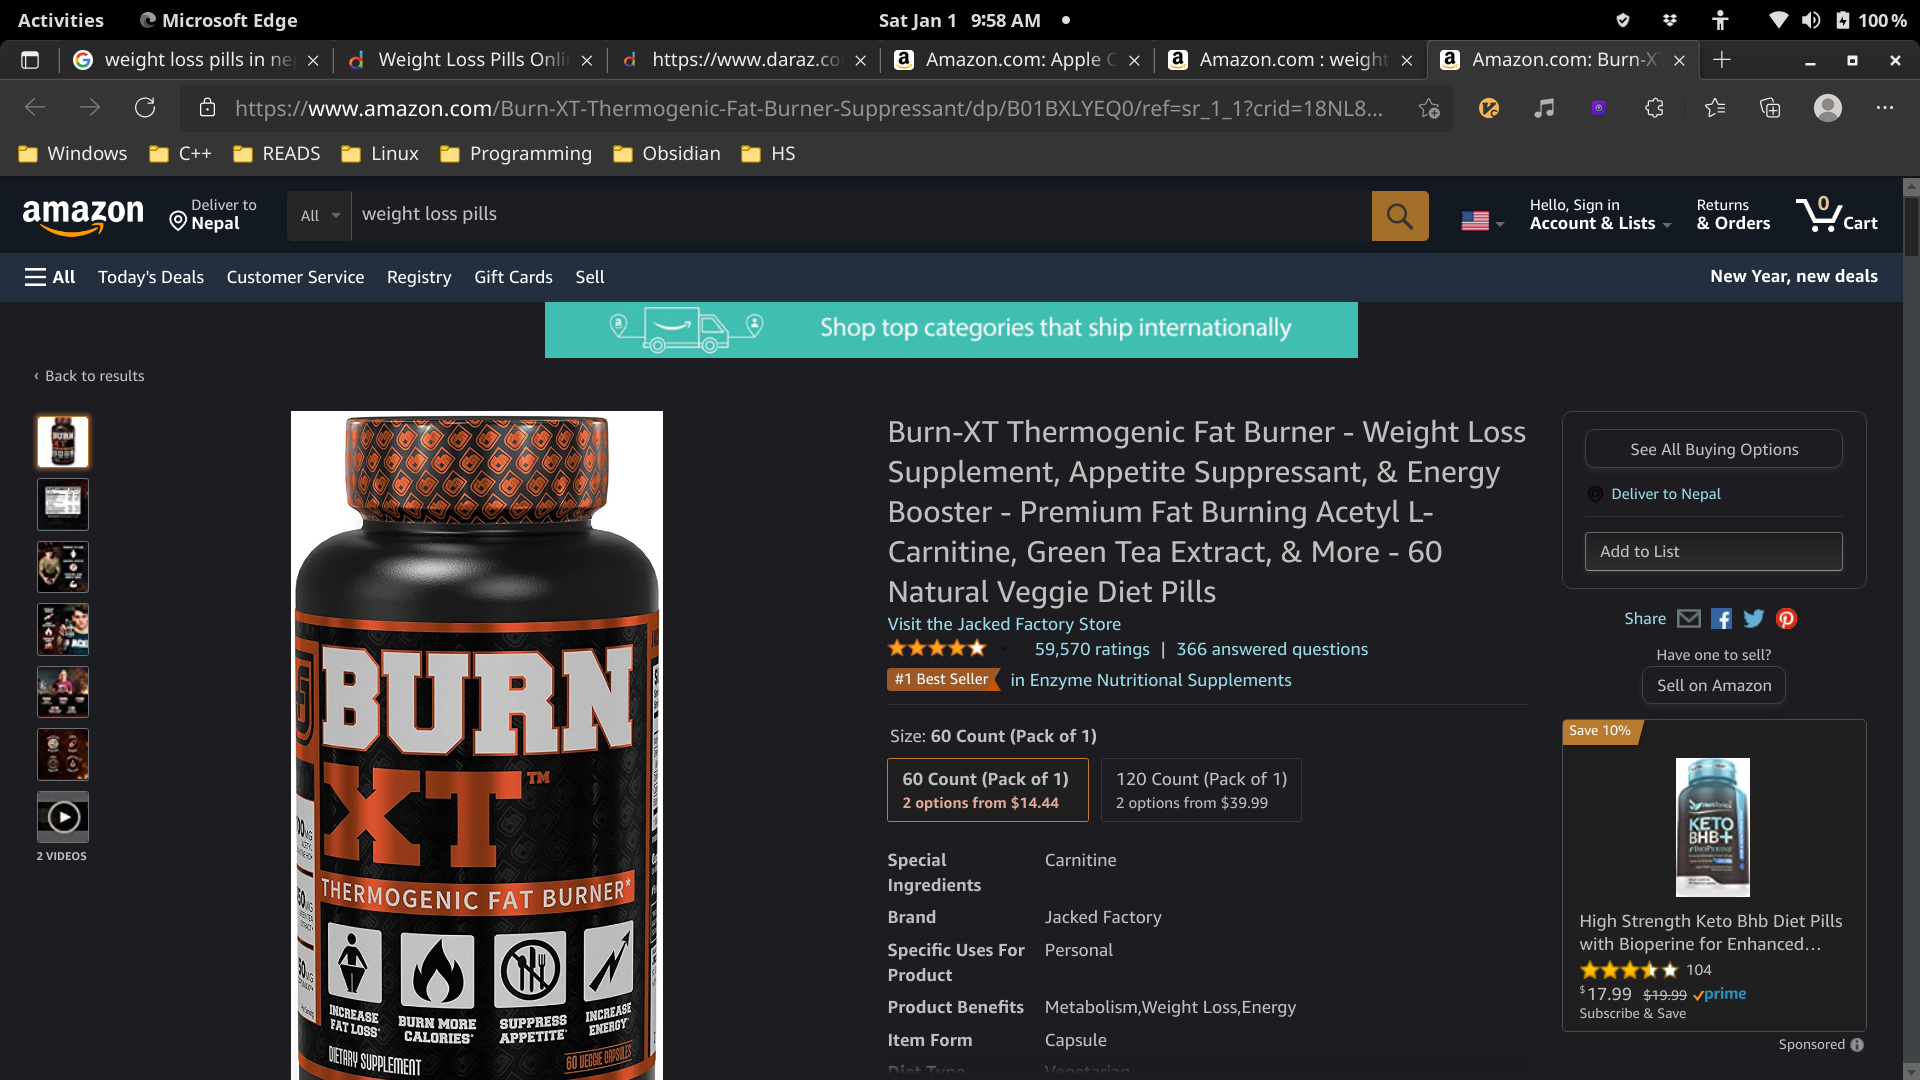 Activities
Microsoft Edge
Sat Jan 1 9:58 AM
100 %
weight loss pills in ne
Weight Loss Pills Onli
https://www.daraz.co
Amazon.com: Apple C
Amazon.com : weight
Amazon.com: Burn-XT
https://www.amazon.com/Burn-XT-Thermogenic-Fat-Burner-Suppressant/dp/B01BXLYEQ0/ref=sr_1_1?crid=18NL8...
Windows
C++
READS
Linux
Programming
Obsidian
HS
amazon
Deliver to
Nepal
All
weight loss pills
Hello, Sign in
Account & Lists
Returns
& Orders
0
Cart
All
Today's Deals
Customer Service
Registry
Gift Cards
Sell
New Year, new deals
Shop top categories that ship internationally
‹ Back to results
2 VIDEOS
BURN
XT™
THERMOGENIC FAT BURNER*
INCREASE
FAT LOSS*
BURN MORE
CALORIES*
SUPPRESS
APPETITE*
INCREASE
ENERGY*
DIETARY SUPPLEMENT
60 VEGGIE CAPSULES
Burn-XT Thermogenic Fat Burner - Weight Loss
Supplement, Appetite Suppressant, & Energy
Booster - Premium Fat Burning Acetyl L-
Carnitine, Green Tea Extract, & More - 60
Natural Veggie Diet Pills
Visit the Jacked Factory Store
59,570 ratings | 366 answered questions
#1 Best Seller in Enzyme Nutritional Supplements
Size: 60 Count (Pack of 1)
60 Count (Pack of 1)
2 options from $14.44
120 Count (Pack of 1)
2 options from $39.99
Special Carnitine
Ingredients
Brand Jacked Factory
Specific Uses For Personal
Product
Product Benefits Metabolism,Weight Loss,Energy
Item Form Capsule
Diet Type Vegetarian
See All Buying Options
Deliver to Nepal
Add to List
Share
Have one to sell?
Sell on Amazon
Save 10%
KETO
BHB+
High Strength Keto Bhb Diet Pills
with Bioperine for Enhanced...
104
$17.99 $19.99 prime
Subscribe & Save
Sponsored